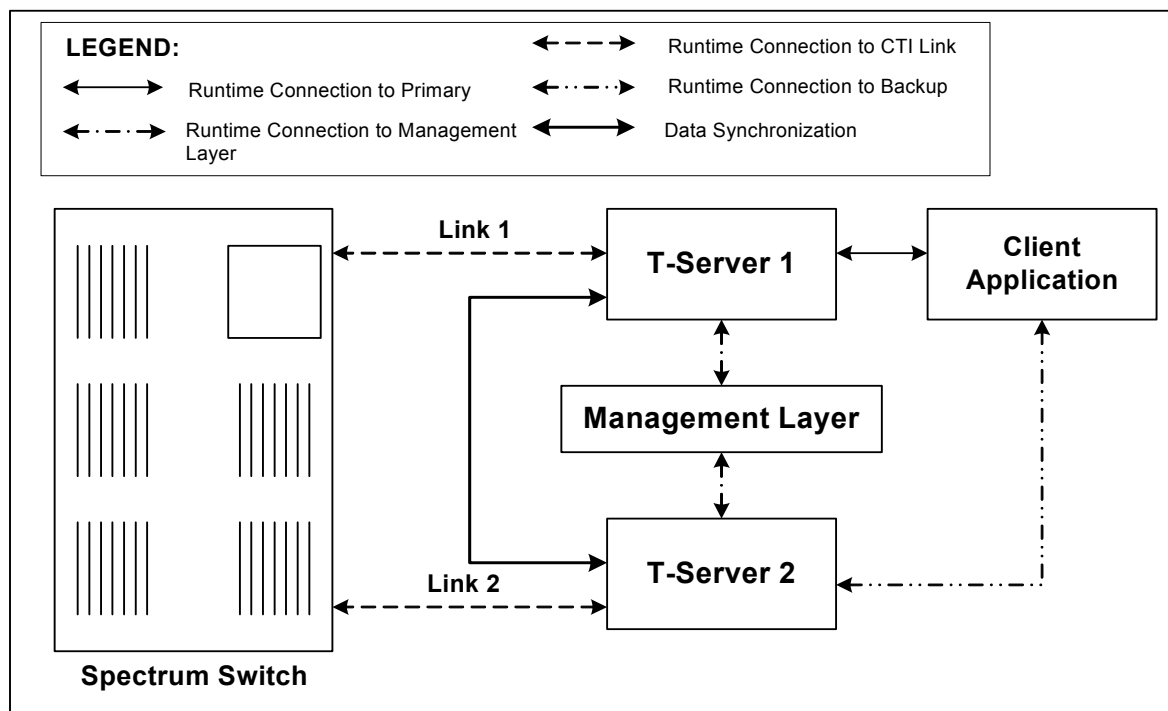 LEGEND:
Runtime Connection to Primary
Runtime Connection to Management
Layer
Runtime Connection to CTI Link
Runtime Connection to Backup
Data Synchronization
Link 1
T-Server 1
Client
Application
Management Layer
T-Server 2
Link 2
Spectrum Switch